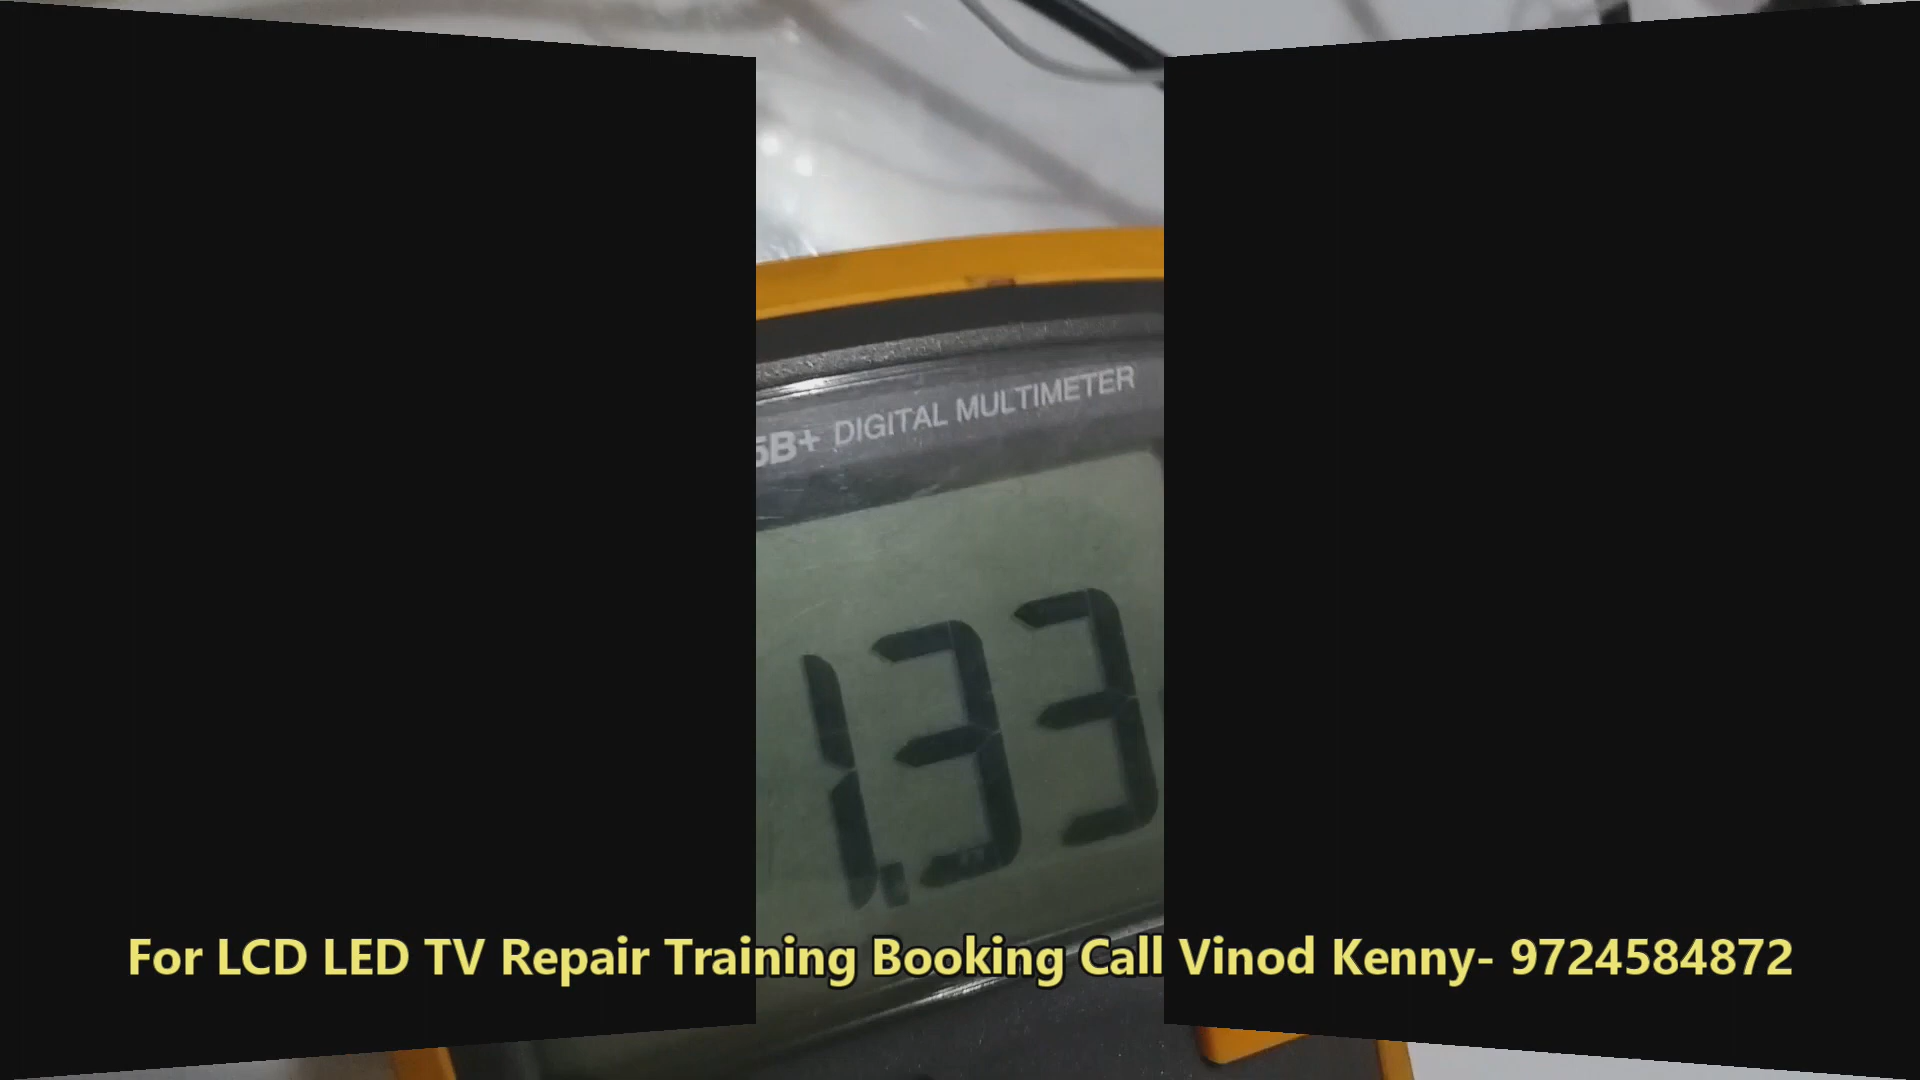 5B+ DIGITAL MULTIMETER
1.33
For LCD LED TV Repair Training Booking Call Vinod Kenny- 9724584872